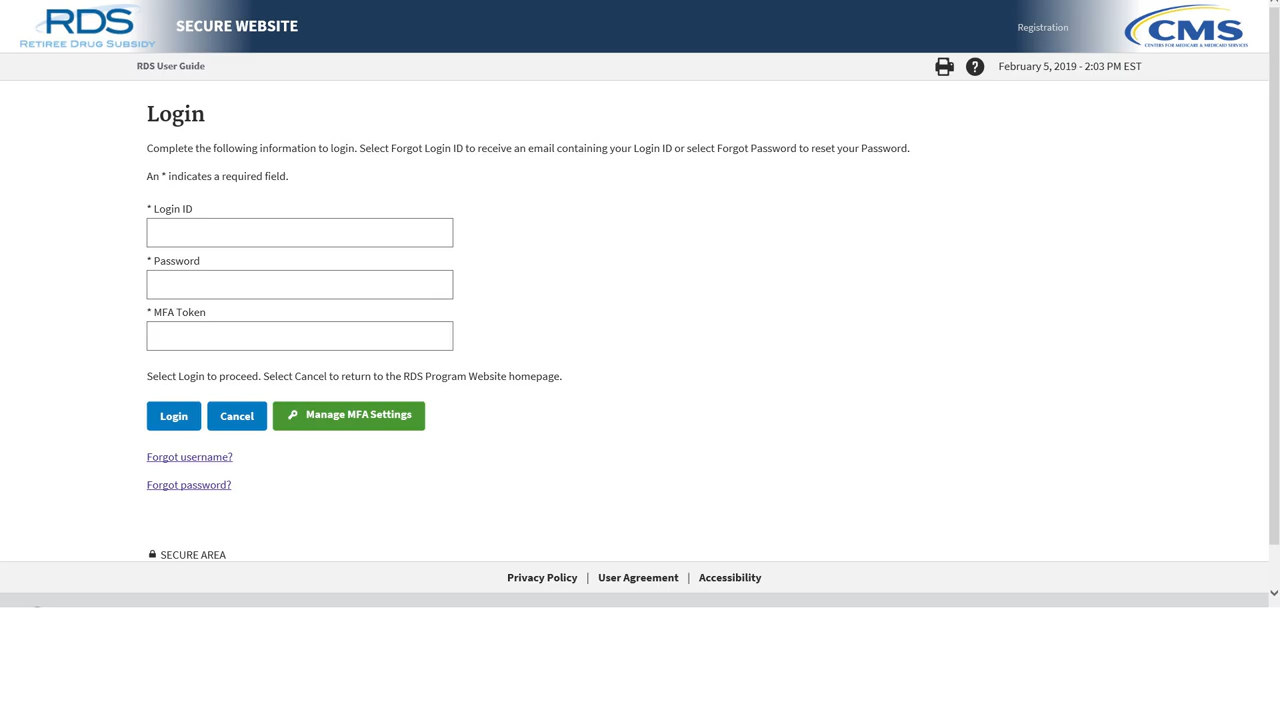 RDS
RETIREE DRUG SUBSIDY
SECURE WEBSITE
Registration
CMS
CENTERS FOR MEDICARE & MEDICAID SERVICES
RDS User Guide
?
February 5, 2019 - 2:03 PM EST
Login
Complete the following information to login. Select Forgot Login ID to receive an email containing your Login ID or select Forgot Password to reset your Password.
An * indicates a required field.
* Login ID
* Password
* MFA Token
Select Login to proceed. Select Cancel to return to the RDS Program Website homepage.
Login Cancel Manage MFA Settings
Forgot username?
Forgot password?
SECURE AREA
Privacy Policy | User Agreement | Accessibility